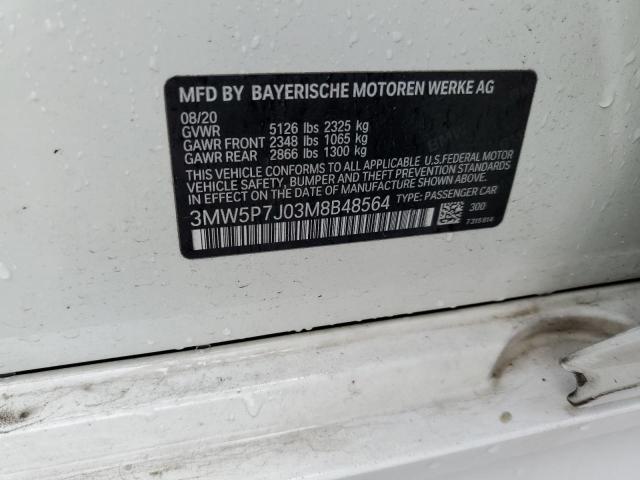 MFD BY BAYERISCHE MOTOREN WERKE AG
08/20
GVWR 5126 lbs 2325 kg
GAWR FRONT 2348 lbs 1065 kg
GAWR REAR 2866 lbs 1300 kg
THIS VEHICLE CONFORMS TO ALL APPLICABLE U.S.FEDERAL MOTOR
VEHICLE SAFETY, BUMPER, AND THEFT PREVENTION STANDARDS
IN EFFECT ON THE DATE OF MANUFACTURE SHOWN ABOVE.
3MW5P7J03M8B48564 TYPE: PASSENGER CAR
300
7315814